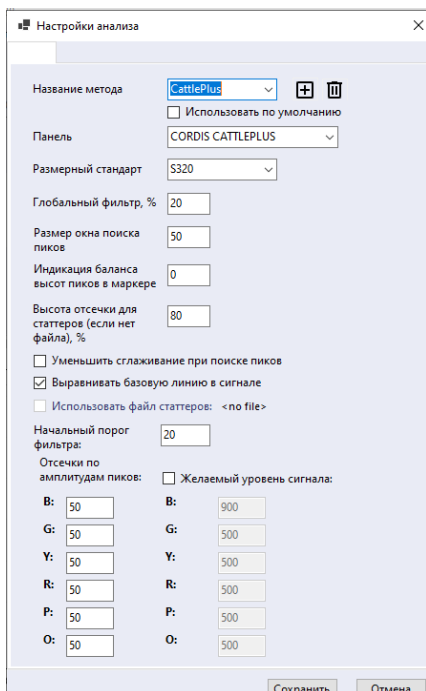 Настройки анализа
Название метода CattlePlus
Использовать по умолчанию
Панель CORDIS CATTLEPLUS
Размерный стандарт S320
Глобальный фильтр, % 20
Размер окна поиска
пиков 50
Индикация баланса
высот пиков в маркере 0
Высота отсечки для
статтеров (если нет
файла), % 80
Уменьшить сглаживание при поиске пиков
Выравнивать базовую линию в сигнале
Использовать файл статтеров: <no file>
Начальный порог
фильтра: 20
Отсечки по
амплитудам пиков: Желаемый уровень сигнала:
B: 50 B: 900
G: 50 G: 500
Y: 50 Y: 500
R: 50 R: 500
P: 50 P: 500
O: 50 O: 500
Сохранить Отмена